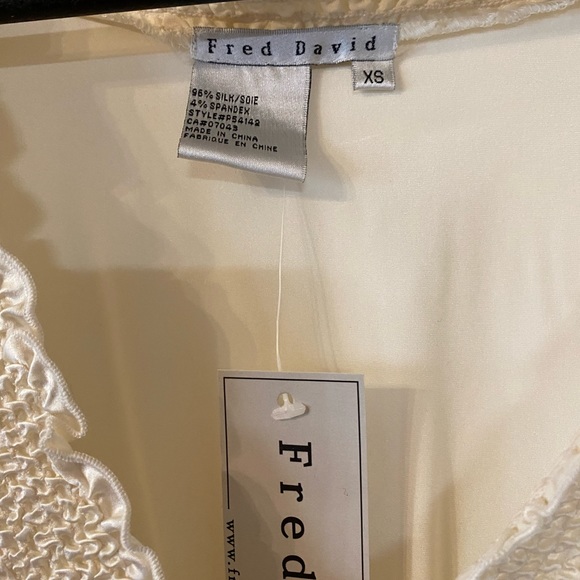 Fred David
XS
96% SILK/SOIE
4% SPANDEX
STYLE#P54142
CA#07043
MADE IN CHINA
FABRIQUE EN CHINE
Fred
www.fr